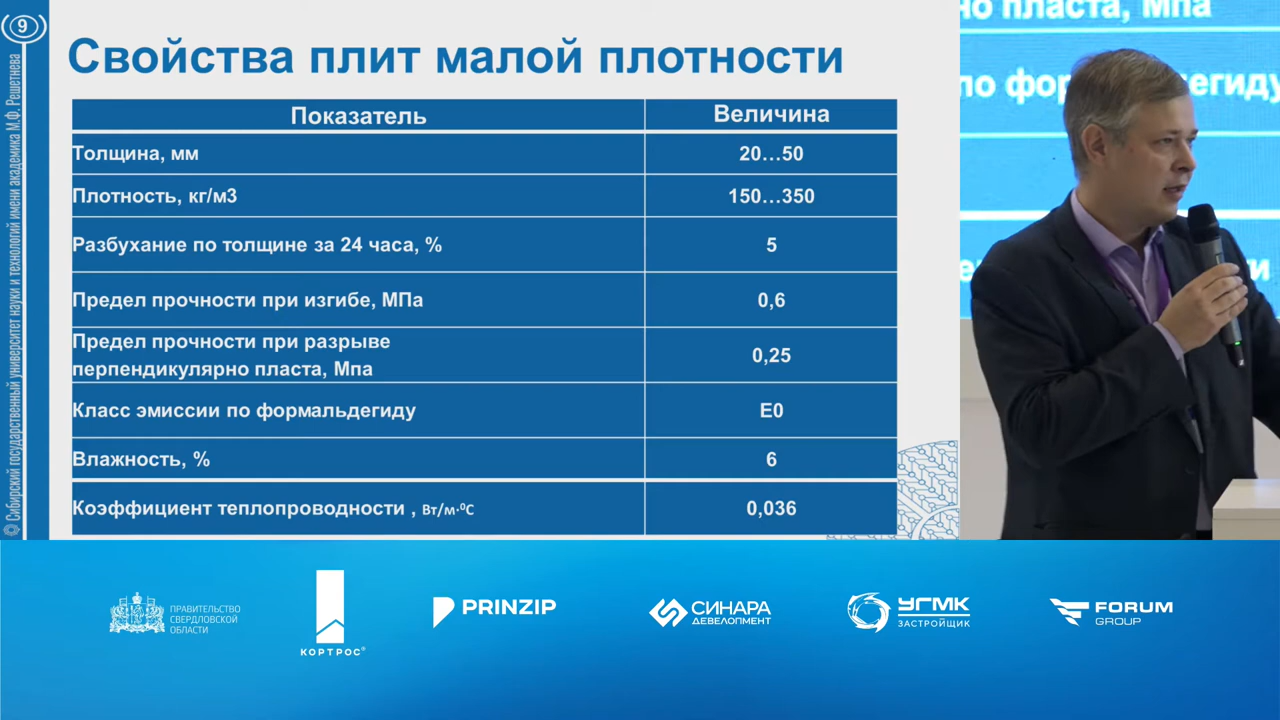 9
Сибирский государственный университет науки и технологий имени академика М.Ф. Решетнева
Свойства плит малой плотности
Показатель
Величина
Толщина, мм
20...50
Плотность, кг/м3
150...350
Разбухание по толщине за 24 часа, %
5
Предел прочности при изгибе, МПа
0,6
Предел прочности при разрыве
перпендикулярно пласта, Мпа
0,25
Класс эмиссии по формальдегиду
Е0
Влажность, %
6
Коэффициент теплопроводности , Вт/м·⁰С
0,036
но пласта, Мпа
по
ПРАВИТЕЛЬСТВО
СВЕРДЛОВСКОЙ
ОБЛАСТИ
КОРТРОС®
PRINZIP
СИНАРА
ДЕВЕЛОПМЕНТ
УГМК
ЗАСТРОЙЩИК
FORUM
GROUP